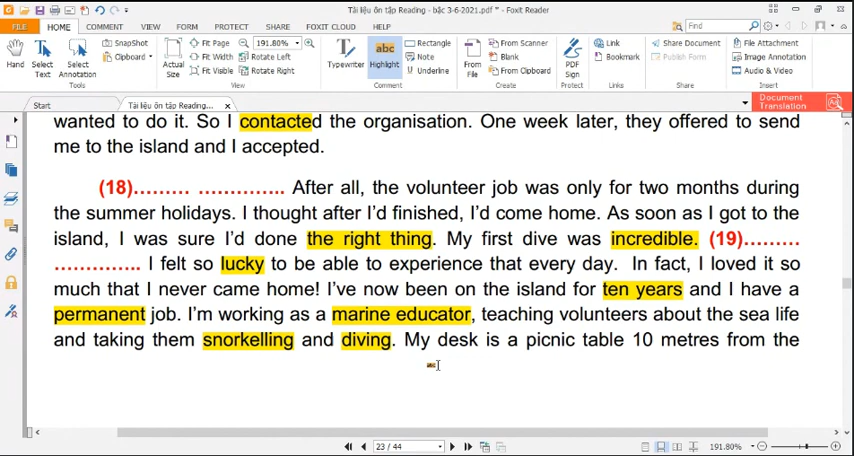 Tài liệu ôn tập Reading - bậc 3-6-2021.pdf * - Foxit Reader
FILE HOME COMMENT VIEW FORM PROTECT SHARE FOXIT CLOUD HELP Find
Hand Select Text Select Annotation SnapShot Clipboard Actual Size Fit Page Fit Width Fit Visible 191.80% Rotate Left Rotate Right Typewriter abc Highlight Rectangle Note Underline From File From Scanner Blank From Clipboard PDF Sign Link Bookmark Share Document Publish Form File Attachment Image Annotation Audio & Video
Tools View Comment Create Protect Links Share Insert
Start Tài liệu ôn tập Reading... Document Translation
wanted to do it. So I contacted the organisation. One week later, they offered to send
me to the island and I accepted.
(18)……… ………….. After all, the volunteer job was only for two months during
the summer holidays. I thought after I'd finished, I'd come home. As soon as I got to the
island, I was sure I'd done the right thing. My first dive was incredible. (19)………
………….. I felt so lucky to be able to experience that every day. In fact, I loved it so
much that I never came home! I've now been on the island for ten years and I have a
permanent job. I'm working as a marine educator, teaching volunteers about the sea life
and taking them snorkelling and diving. My desk is a picnic table 10 metres from the
23 / 44 191.80%